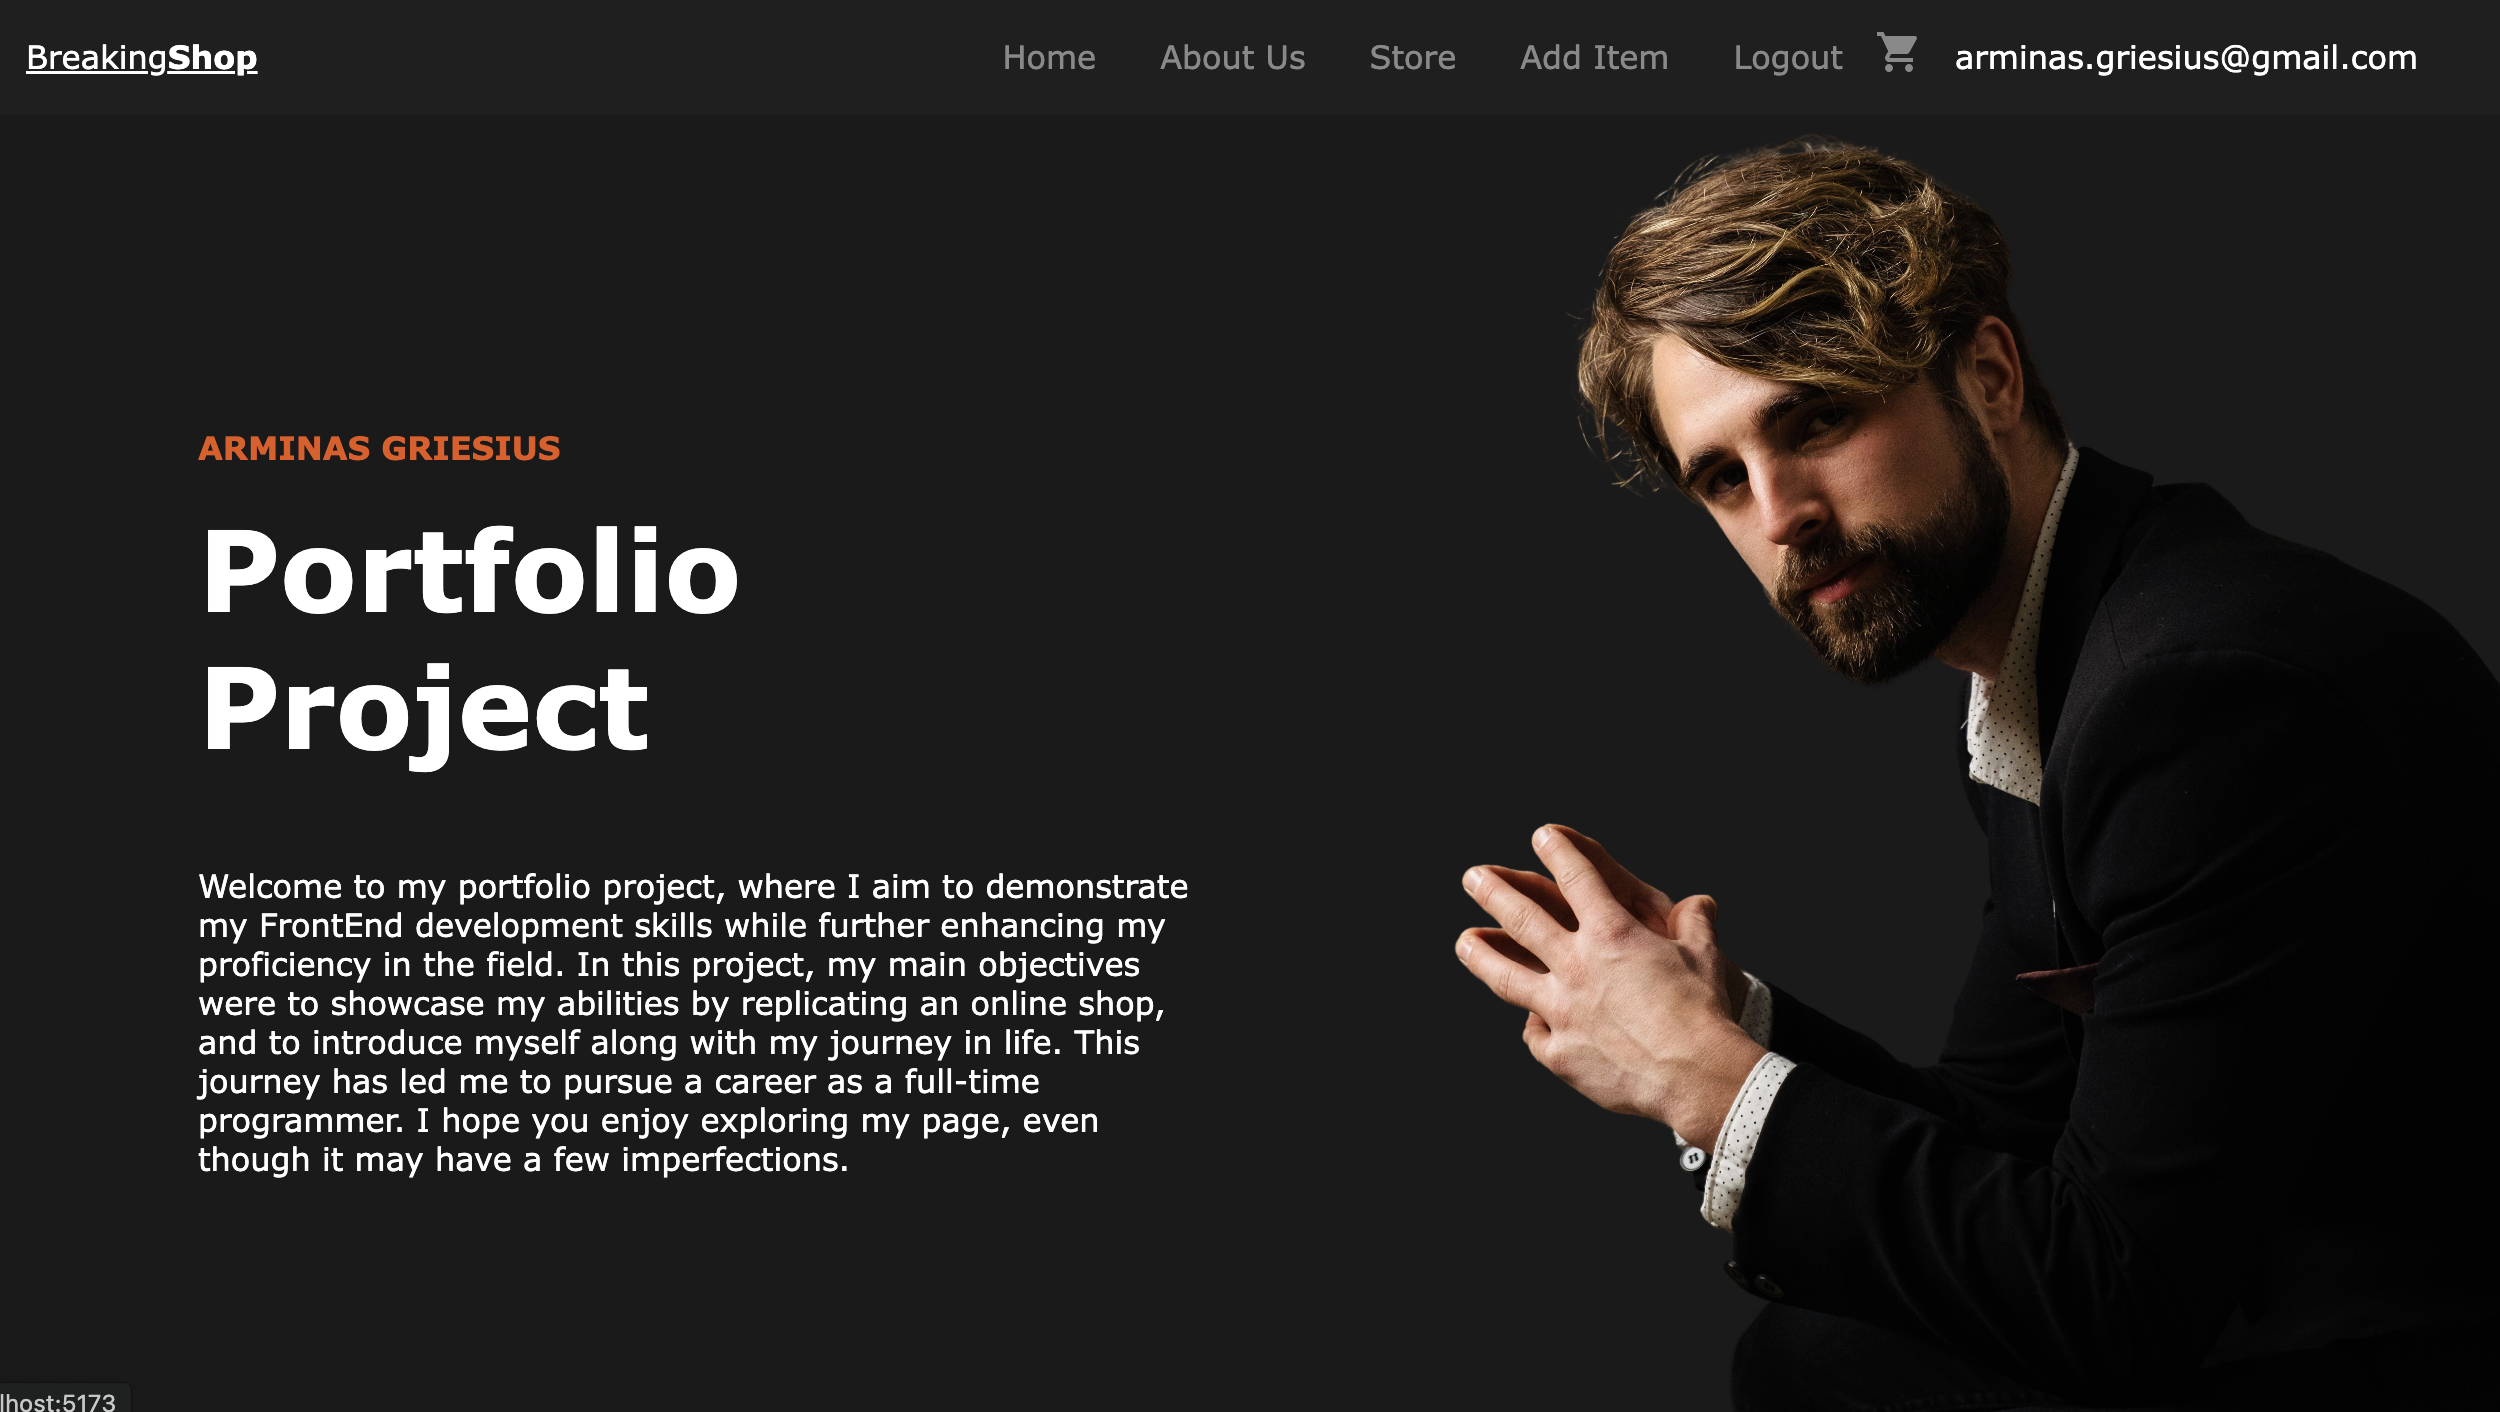 BreakingShop
Home About Us Store Add Item Logout arminas.griesius@gmail.com
ARMINAS GRIESIUS
Portfolio
Project
Welcome to my portfolio project, where I aim to demonstrate
my FrontEnd development skills while further enhancing my
proficiency in the field. In this project, my main objectives
were to showcase my abilities by replicating an online shop,
and to introduce myself along with my journey in life. This
journey has led me to pursue a career as a full-time
programmer. I hope you enjoy exploring my page, even
though it may have a few imperfections.
lhost:5173